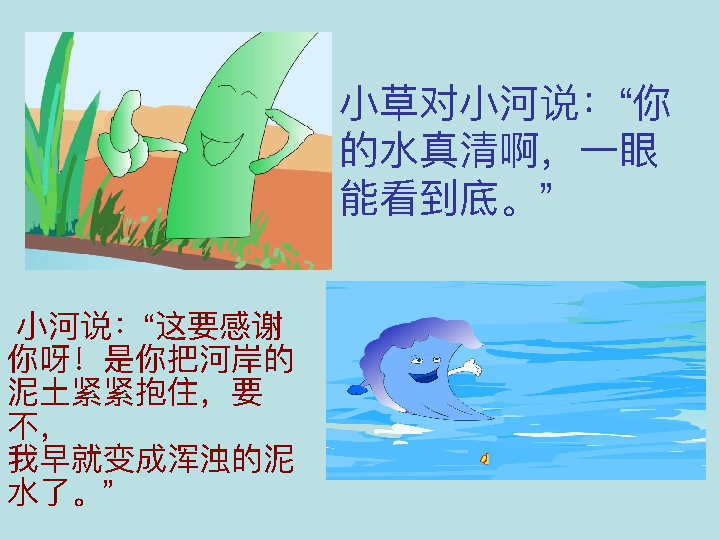 小草对小河说：“你
的水真清啊，一眼
能看到底。”
小河说：“这要感谢
你呀！是你把河岸的
泥土紧紧抱住，要
不，
我早就变成浑浊的泥
水了。”